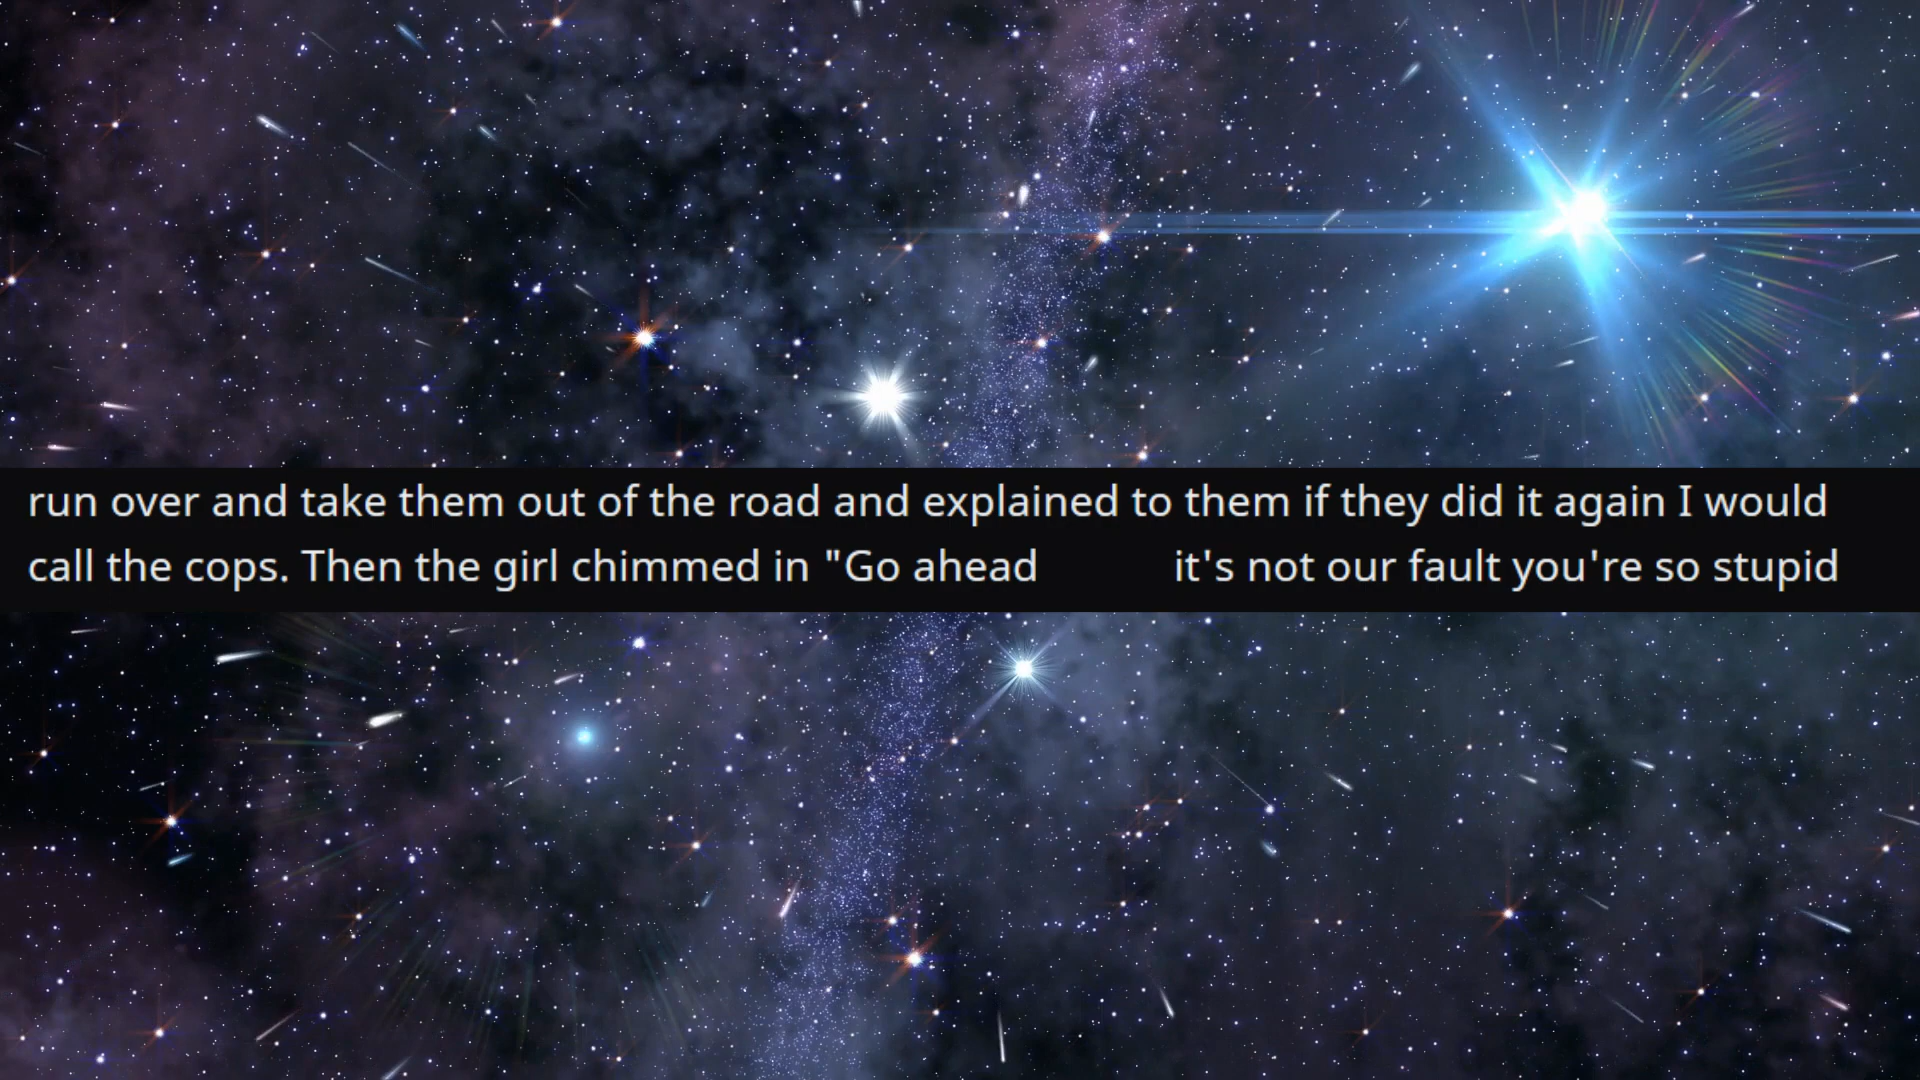 run over and take them out of the road and explained to them if they did it again I would
call the cops. Then the girl chimmed in "Go ahead it's not our fault you're so stupid